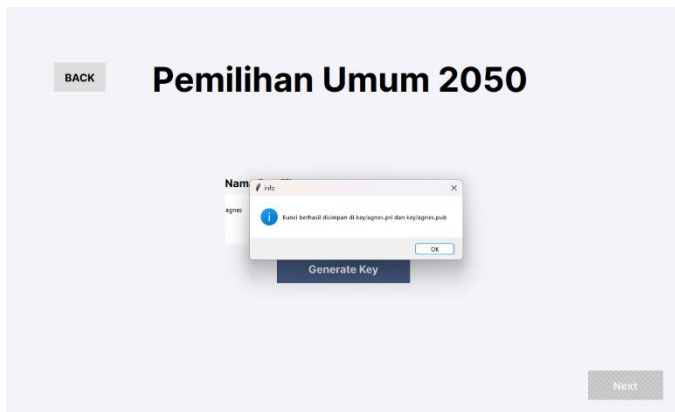 BACK
Pemilihan Umum 2050
Nam
info
agnes
Kunci berhasil disimpan di key/agnes.pri dan key/agnes.pub
OK
Generate Key
Next